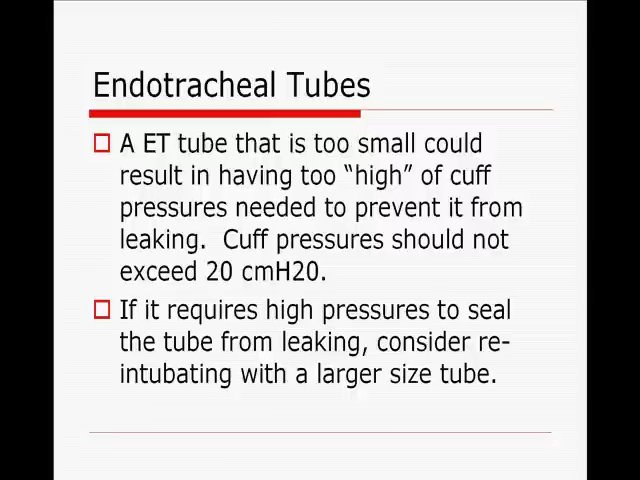 Endotracheal Tubes
A ET tube that is too small could
result in having too “high” of cuff
pressures needed to prevent it from
leaking.  Cuff pressures should not
exceed 20 cmH20.
If it requires high pressures to seal
the tube from leaking, consider re-
intubating with a larger size tube.